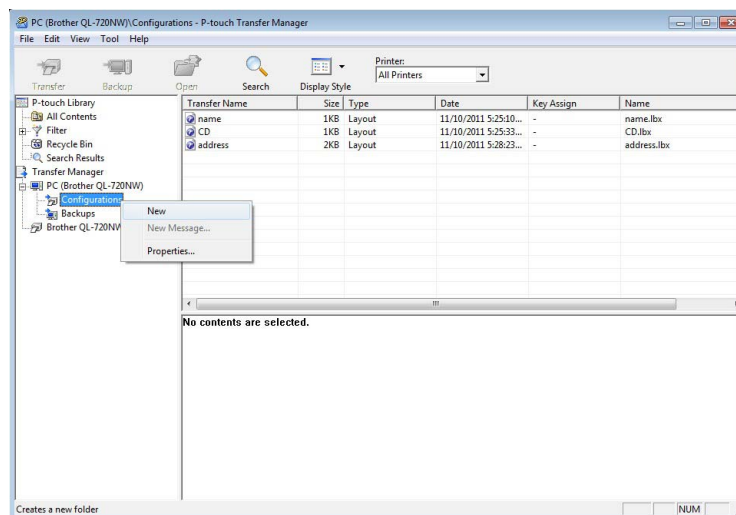 PC (Brother QL-720NW)\Configurations - P-touch Transfer Manager
File Edit View Tool Help
Transfer Backup Open Search Display Style
Printer:
All Printers
P-touch Library
All Contents
Filter
Recycle Bin
Search Results
Transfer Manager
PC (Brother QL-720NW)
Configurations
Backups
Brother QL-720NW
New
New Message...
Properties...
Transfer Name Size Type Date Key Assign Name
name 1KB Layout 11/10/2011 5:25:10... - name.lbx
CD 1KB Layout 11/10/2011 5:25:33... - CD.lbx
address 2KB Layout 11/10/2011 5:28:23... - address.lbx
No contents are selected.
Creates a new folder
NUM